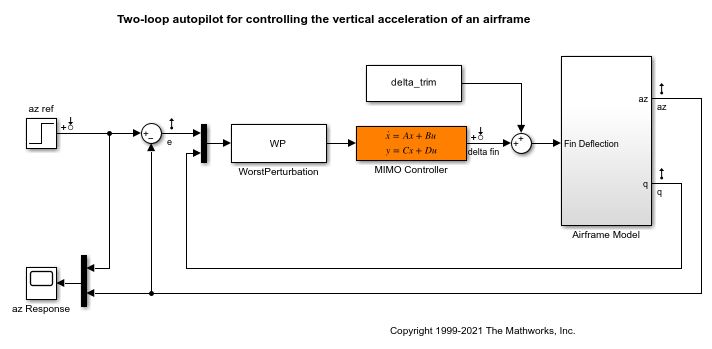 Two-loop autopilot for controlling the vertical acceleration of an airframe
delta_trim
az ref
az
az
+
+
-
e
WP
ẋ = Ax + Bu
y = Cx + Du
+
delta fin
+
+
Fin Deflection
WorstPerturbation
MIMO Controller
q
q
Airframe Model
az Response
Copyright 1999-2021 The Mathworks, Inc.